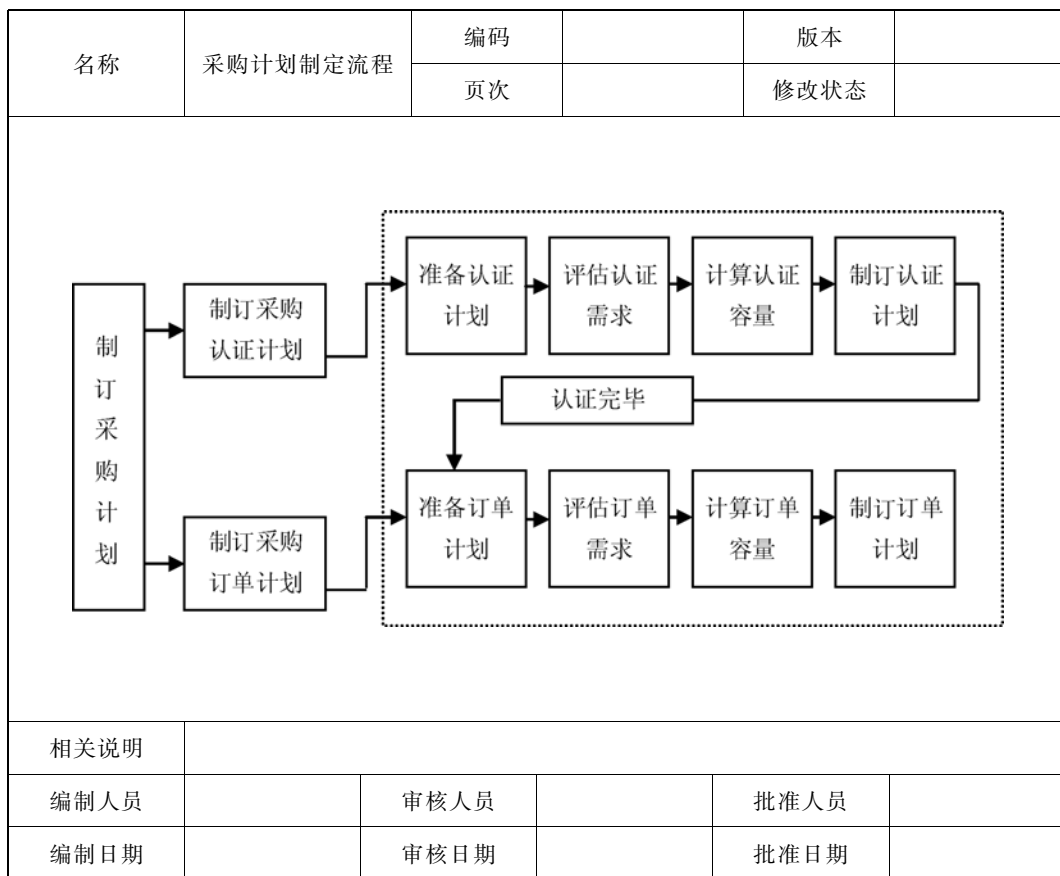 名称
采购计划制定流程
编码
版本
页次
修改状态
制
订
采
购
计
划
制订采购
认证计划
准备认证
计划
评估认证
需求
计算认证
容量
制订认证
计划
认证完毕
制订采购
订单计划
准备订单
计划
评估订单
需求
计算订单
容量
制订订单
计划
相关说明
编制人员
审核人员
批准人员
编制日期
审核日期
批准日期